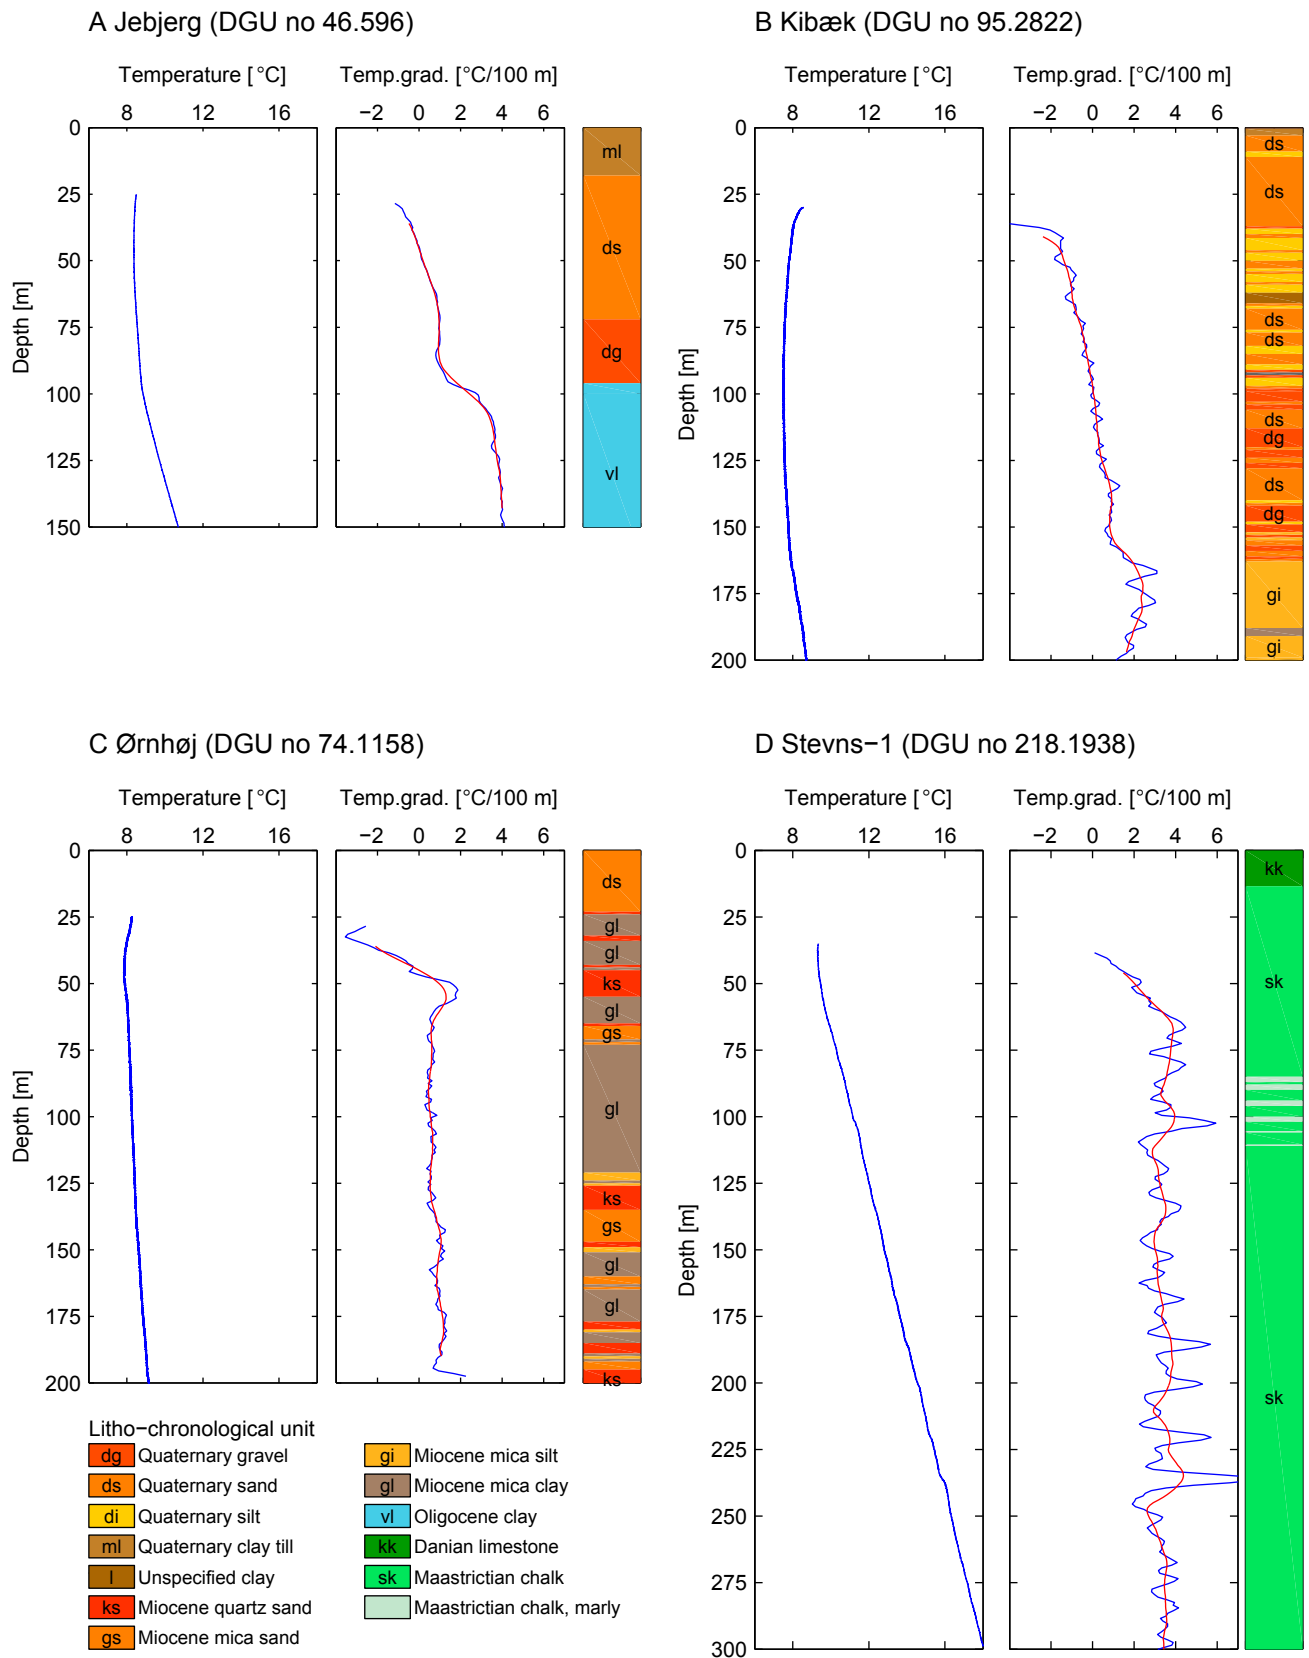 A Jebjerg (DGU no 46.596)
Temperature [°C]
Temp.grad. [°C/100 m]
8 12 16
−2 0 2 4 6
Depth [m]
0
25
50
75
100
125
150
ml
ds
dg
vl
B Kibæk (DGU no 95.2822)
Temperature [°C]
Temp.grad. [°C/100 m]
8 12 16
−2 0 2 4 6
Depth [m]
0
25
50
75
100
125
150
175
200
ds
ds
ds
ds
ds
dg
ds
dg
gi
gi
C Ørnhøj (DGU no 74.1158)
Temperature [°C]
Temp.grad. [°C/100 m]
8 12 16
−2 0 2 4 6
Depth [m]
0
25
50
75
100
125
150
175
200
ds
gl
gl
ks
gl
gs
gl
ks
gs
gl
gl
ks
D Stevns−1 (DGU no 218.1938)
Temperature [°C]
Temp.grad. [°C/100 m]
8 12 16
−2 0 2 4 6
Depth [m]
0
25
50
75
100
125
150
175
200
225
250
275
300
kk
sk
sk
Litho−chronological unit
dg Quaternary gravel
ds Quaternary sand
di Quaternary silt
ml Quaternary clay till
l Unspecified clay
ks Miocene quartz sand
gs Miocene mica sand
gi Miocene mica silt
gl Miocene mica clay
vl Oligocene clay
kk Danian limestone
sk Maastrictian chalk
Maastrictian chalk, marly